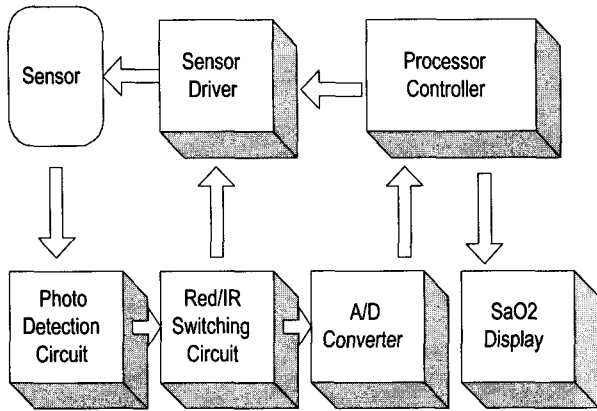 Sensor
Sensor
Driver
Processor
Controller
Photo
Detection
Circuit
Red/IR
Switching
Circuit
A/D
Converter
SaO2
Display